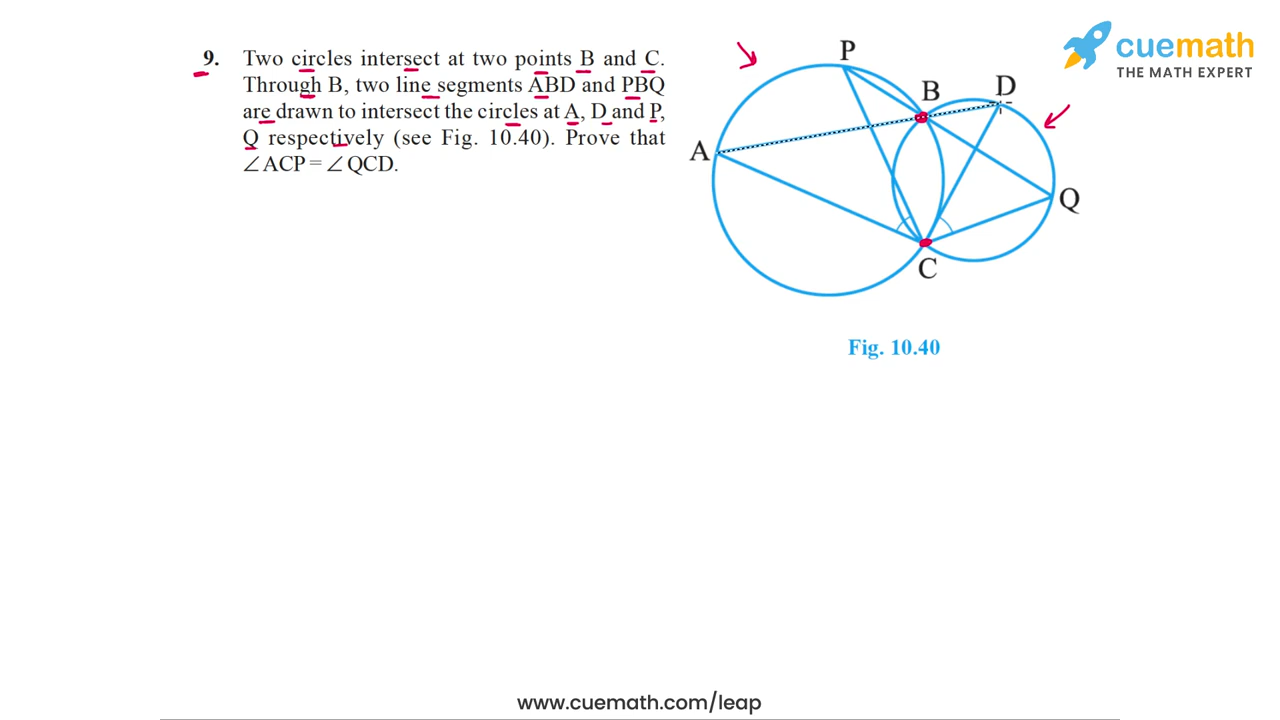 9. Two circles intersect at two points B and C.
Through B, two line segments ABD and PBQ
are drawn to intersect the circles at A, D and P,
Q respectively (see Fig. 10.40). Prove that
∠ACP = ∠QCD.
P
B
D
A
Q
C
Fig. 10.40
cuemath
THE MATH EXPERT
www.cuemath.com/leap